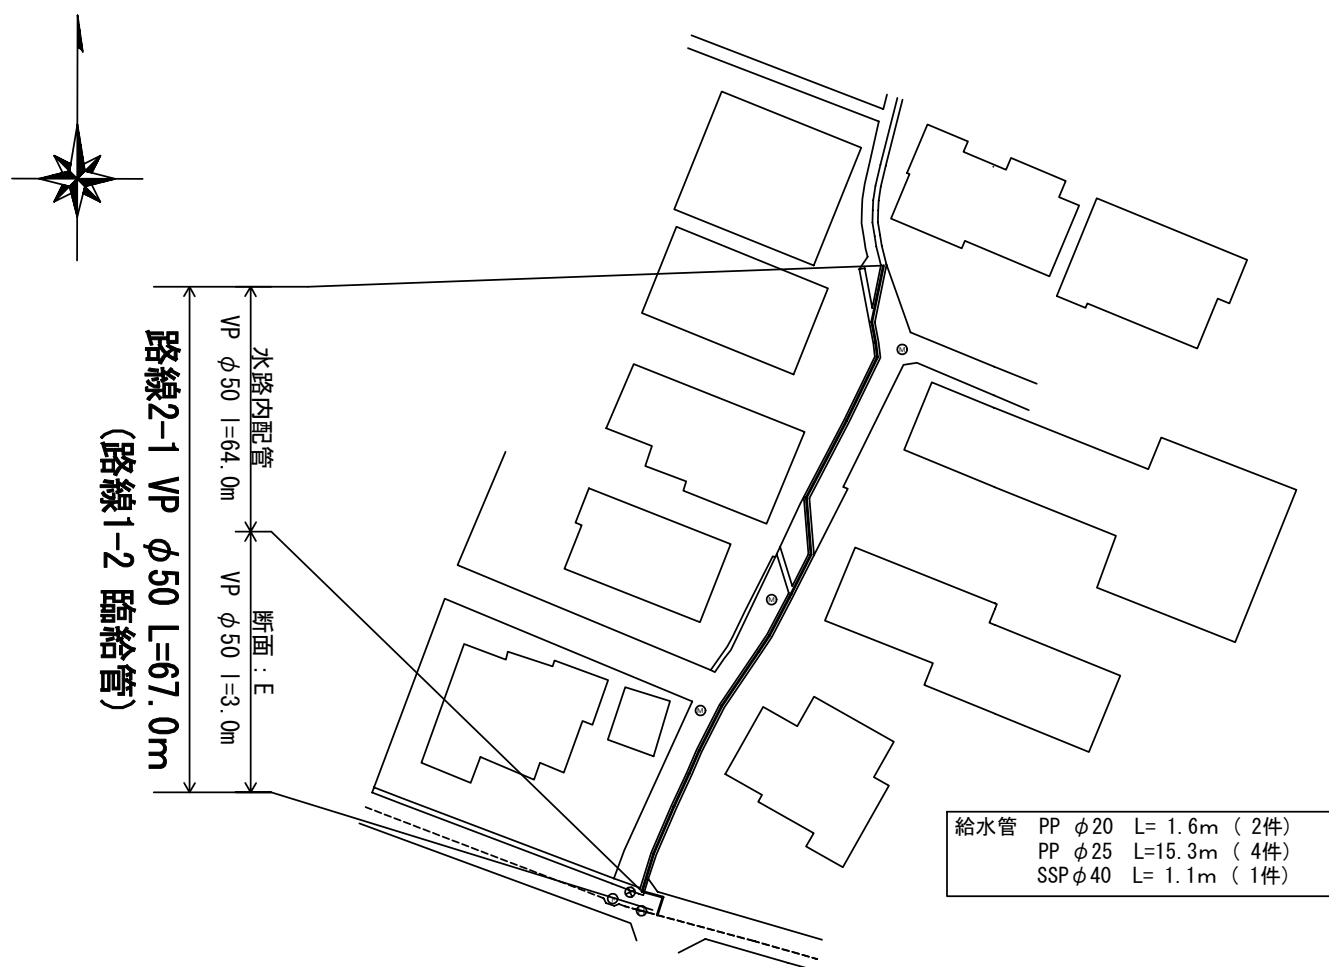 水路内配管
VP φ50 l=64.0m
断面：E
VP φ50 l=3.0m
路線2-1 VP φ50 L=67.0m
(路線1-2 臨給管)
給水管 PP φ20 L= 1.6m ( 2件)
PP φ25 L=15.3m ( 4件)
SSPφ40 L= 1.1m ( 1件)
M
M
M